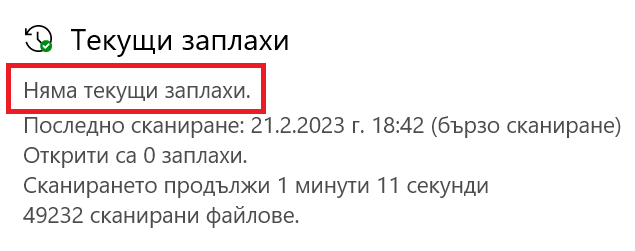 Текущи заплахи
Няма текущи заплахи.
Последно сканиране: 21.2.2023 г. 18:42 (бързо сканиране)
Открити са 0 заплахи.
Сканирането продължи 1 минути 11 секунди
49232 сканирани файлове.